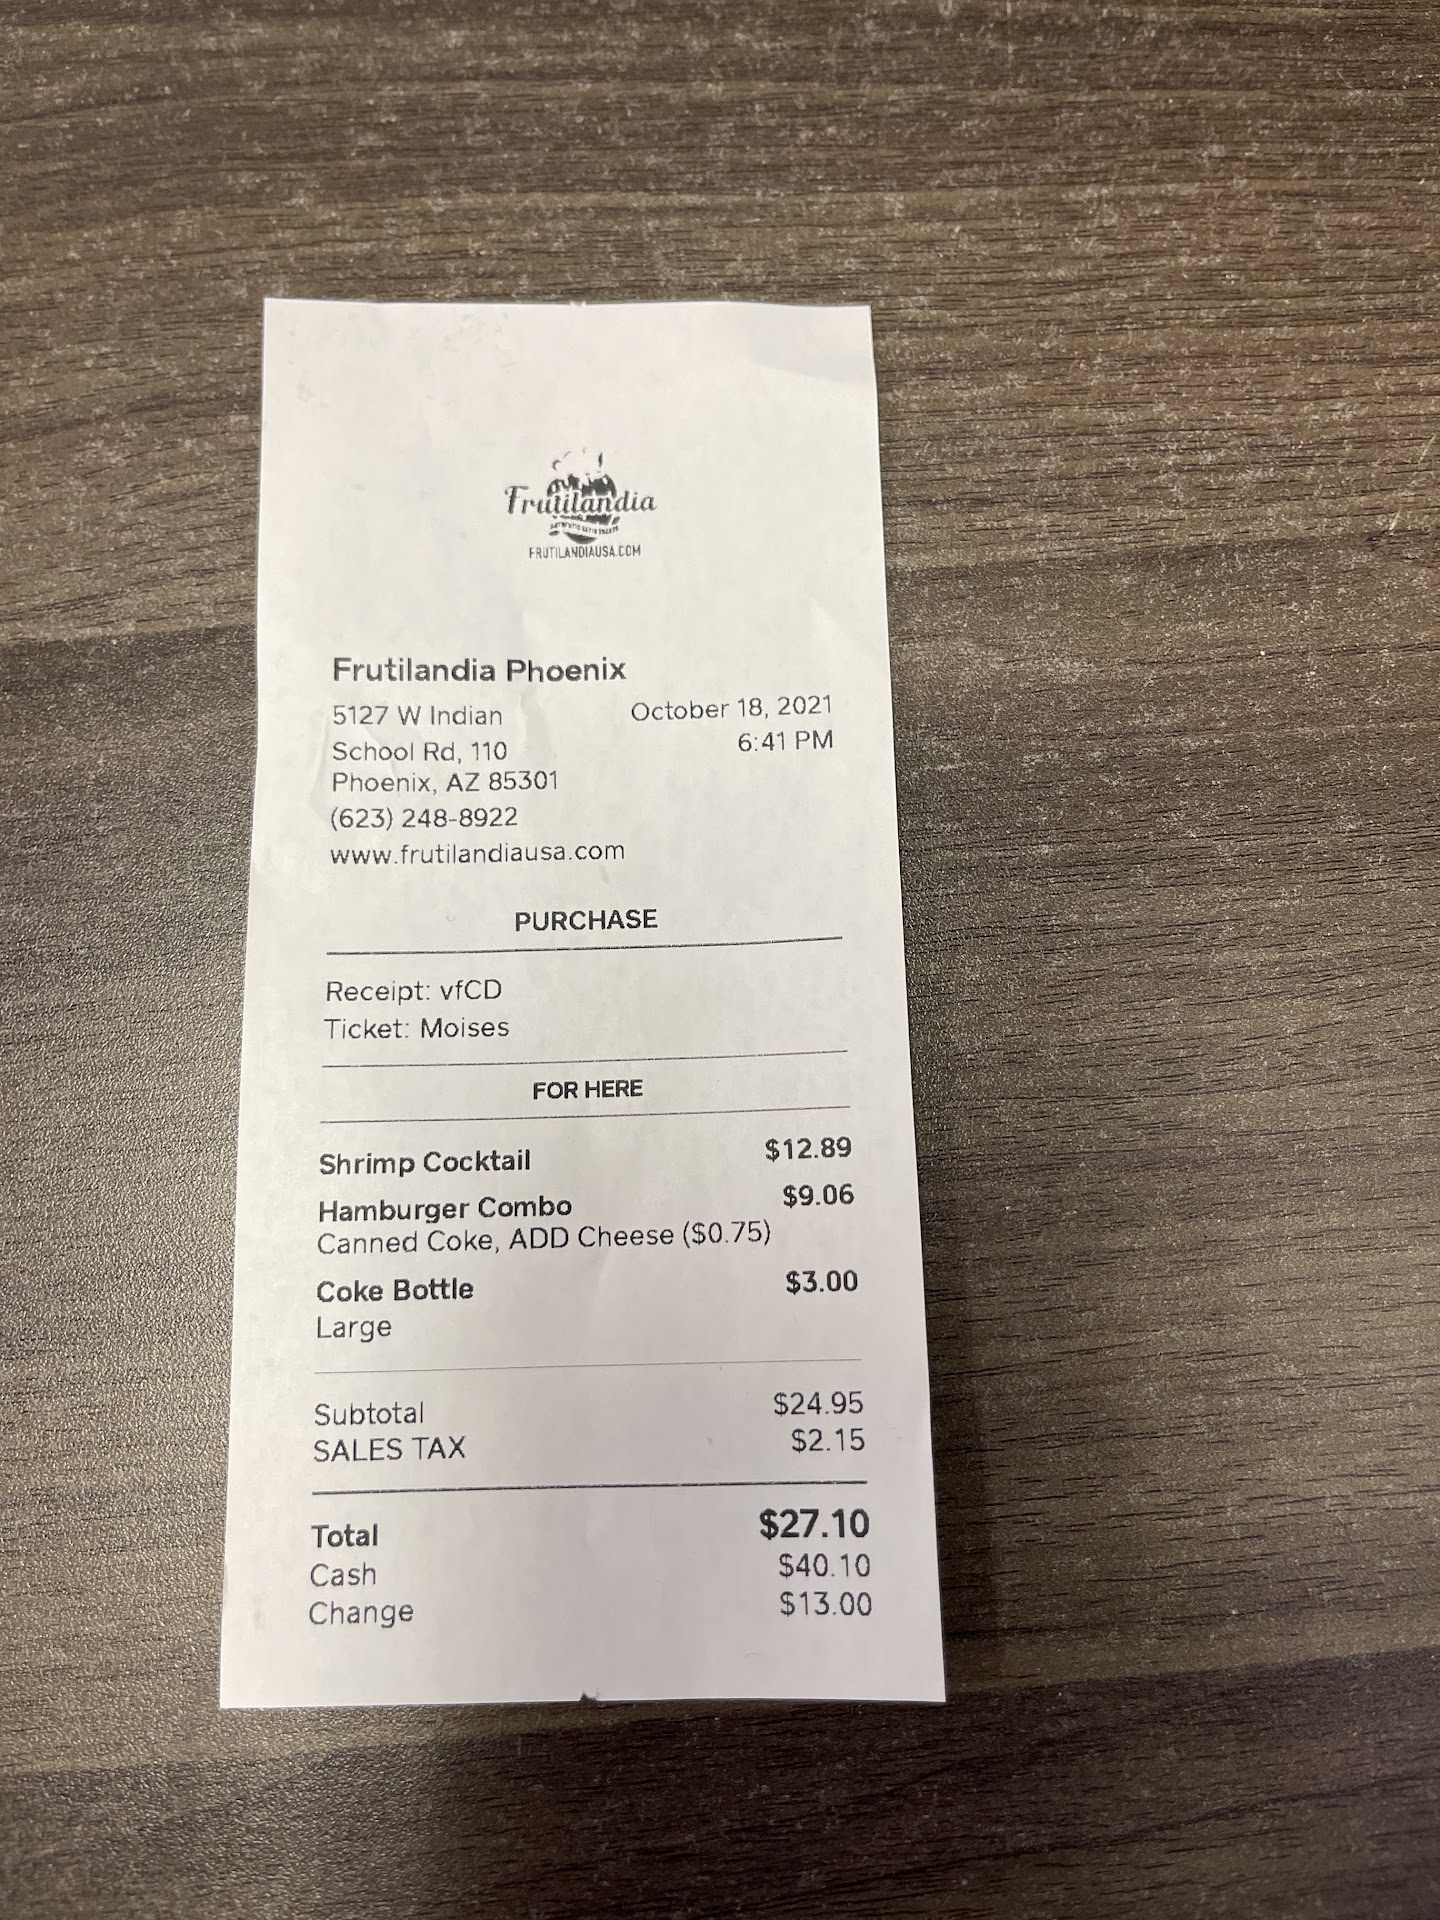 Frutilandia
FRUTILANDIAUSA.COM
Frutilandia Phoenix
5127 W Indian
School Rd, 110
Phoenix, AZ 85301
(623) 248-8922
www.frutilandiausa.com
October 18, 2021
6:41 PM
PURCHASE
Receipt: vfCD
Ticket: Moises
FOR HERE
Shrimp Cocktail $12.89
Hamburger Combo $9.06
Canned Coke, ADD Cheese ($0.75)
Coke Bottle $3.00
Large
Subtotal $24.95
SALES TAX $2.15
Total $27.10
Cash $40.10
Change $13.00